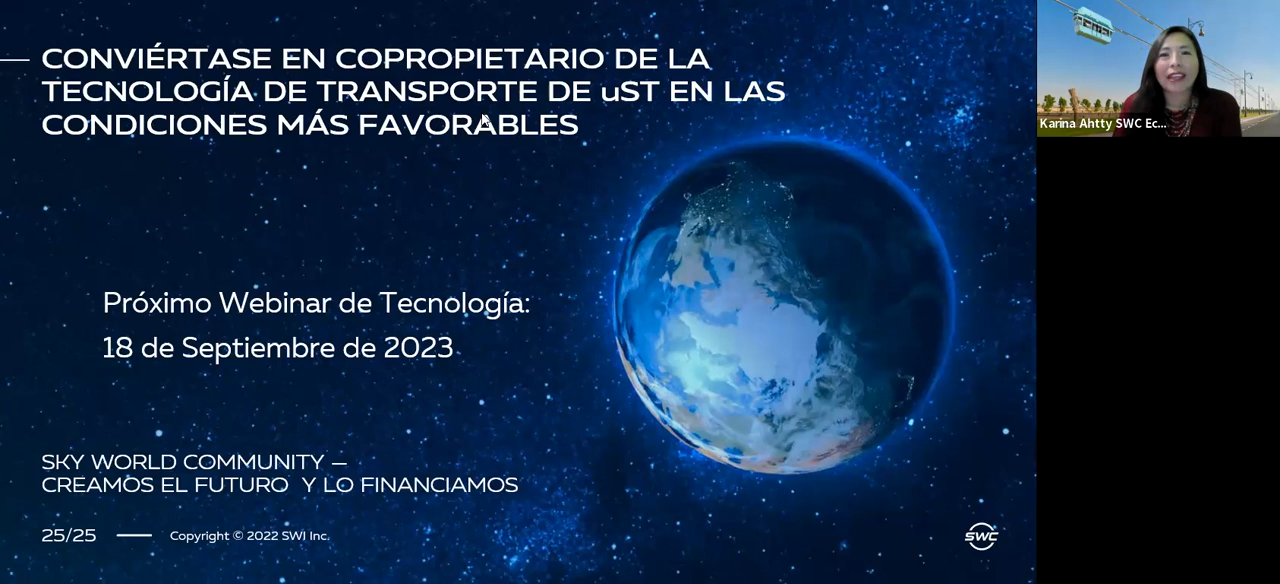 CONVIÉRTASE EN COPROPIETARIO DE LA
TECNOLOGÍA DE TRANSPORTE DE uST EN LAS
CONDICIONES MÁS FAVORABLES
Próximo Webinar de Tecnología:
18 de Septiembre de 2023
SKY WORLD COMMUNITY —
CREAMOS EL FUTURO Y LO FINANCIAMOS
25/25
Copyright © 2022 SWI Inc.
SWC
Karina Ahtty SWC Ec...